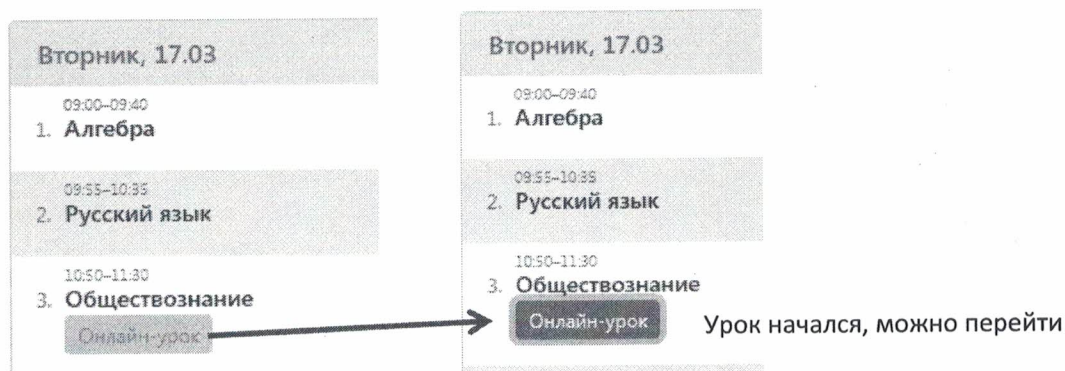 Вторник, 17.03
09:00–09:40
1. Алгебра
09:55–10:35
2. Русский язык
10:50–11:30
3. Обществознание
Онлайн-урок
Вторник, 17.03
09:00–09:40
1. Алгебра
09:55–10:35
2. Русский язык
10:50–11:30
3. Обществознание
Онлайн-урок
Урок начался, можно перейти